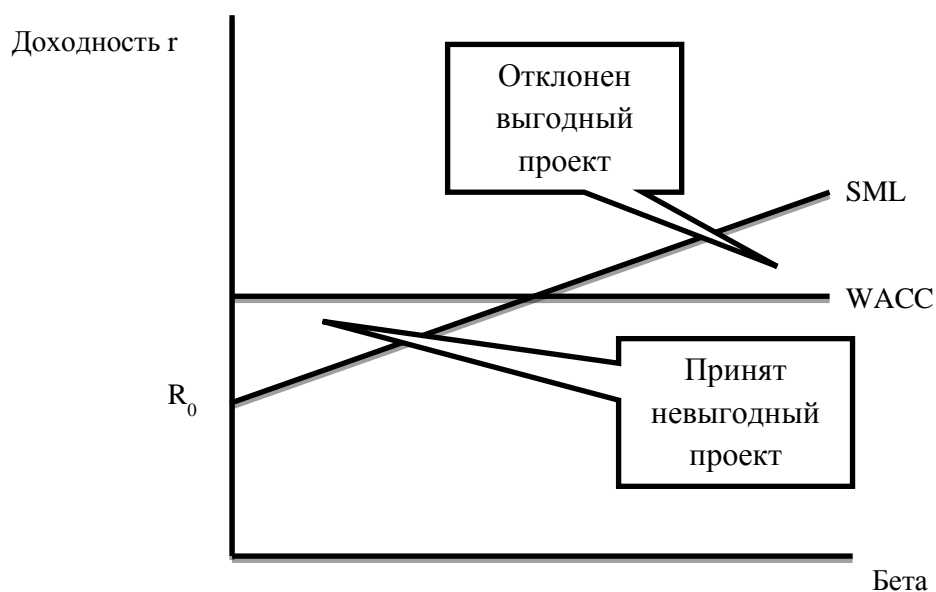 Доходность r
Отклонен
выгодный
проект
SML
WACC
R₀
Принят
невыгодный
проект
Бета